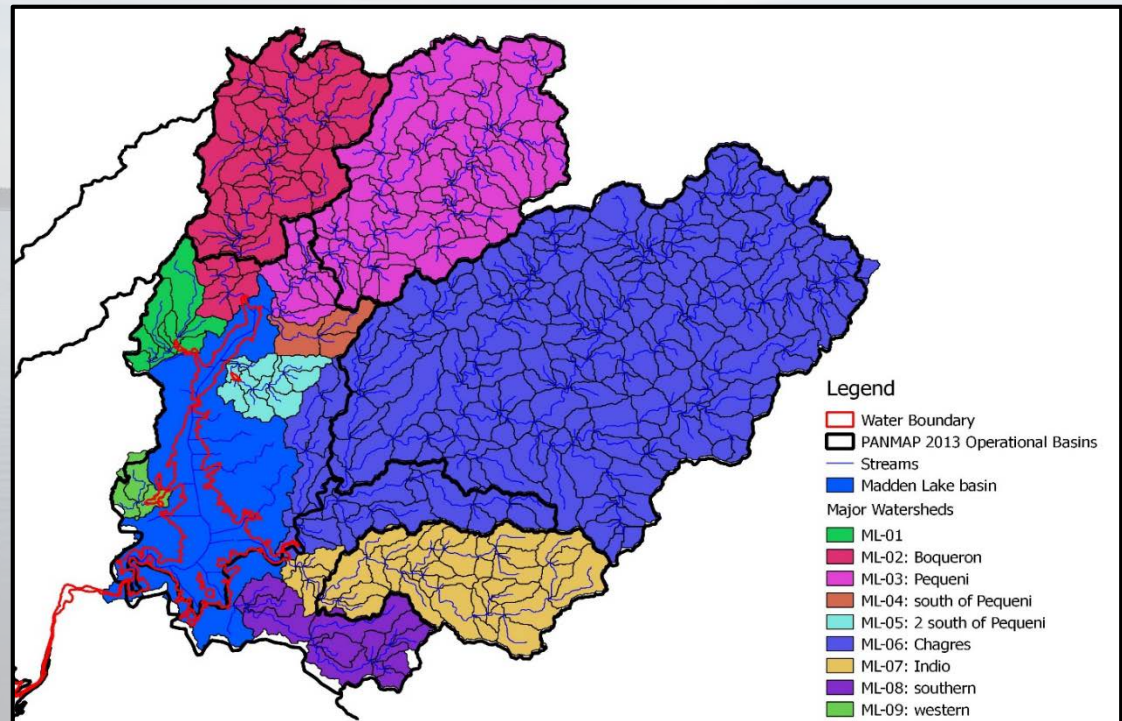 Legend
Water Boundary
PANMAP 2013 Operational Basins
Streams
Madden Lake basin
Major Watersheds
ML-01
ML-02: Boqueron
ML-03: Pequeni
ML-04: south of Pequeni
ML-05: 2 south of Pequeni
ML-06: Chagres
ML-07: Indio
ML-08: southern
ML-09: western